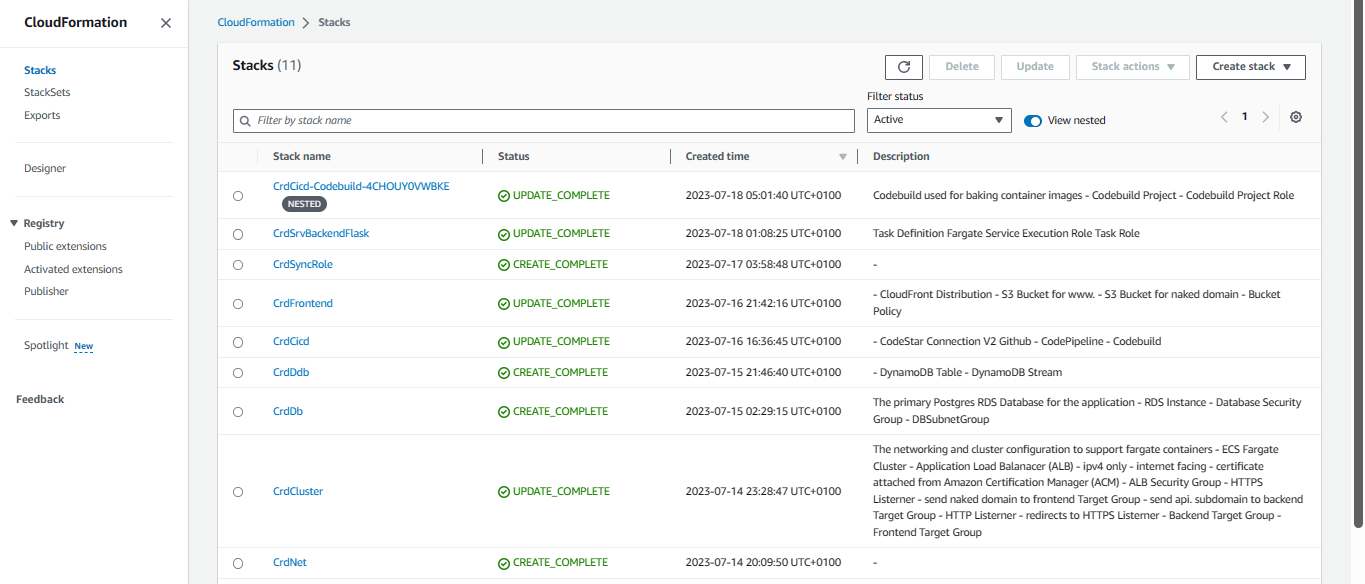 CloudFormation
Stacks
StackSets
Exports
Designer
Registry
Public extensions
Activated extensions
Publisher
Spotlight New
Feedback
CloudFormation > Stacks
Stacks (11)
Delete Update Stack actions Create stack
Filter status
Filter by stack name Active View nested 1
Stack name Status Created time Description
CrdCicd-Codebuild-4CHOUY0VWBKE
NESTED
UPDATE_COMPLETE 2023-07-18 05:01:40 UTC+0100 Codebuild used for baking container images - Codebuild Project - Codebuild Project Role
CrdSrvBackendFlask UPDATE_COMPLETE 2023-07-18 01:08:25 UTC+0100 Task Definition Fargate Service Execution Role Task Role
CrdSyncRole CREATE_COMPLETE 2023-07-17 03:58:48 UTC+0100 -
CrdFrontend UPDATE_COMPLETE 2023-07-16 21:42:16 UTC+0100 - CloudFront Distribution - S3 Bucket for www. - S3 Bucket for naked domain - Bucket
Policy
CrdCicd UPDATE_COMPLETE 2023-07-16 16:36:45 UTC+0100 - CodeStar Connection V2 Github - CodePipeline - Codebuild
CrdDdb CREATE_COMPLETE 2023-07-15 21:46:40 UTC+0100 - DynamoDB Table - DynamoDB Stream
CrdDb CREATE_COMPLETE 2023-07-15 02:29:15 UTC+0100 The primary Postgres RDS Database for the application - RDS Instance - Database Security
Group - DBSubnetGroup
CrdCluster UPDATE_COMPLETE 2023-07-14 23:28:47 UTC+0100 The networking and cluster configuration to support fargate containers - ECS Fargate
Cluster - Application Load Balanacer (ALB) - ipv4 only - internet facing - certificate
attached from Amazon Certification Manager (ACM) - ALB Security Group - HTTPS
Listerner - send naked domain to frontend Target Group - send api. subdomain to backend
Target Group - HTTP Listerner - redirects to HTTPS Listerner - Backend Target Group -
Frontend Target Group
CrdNet CREATE_COMPLETE 2023-07-14 20:09:50 UTC+0100 -